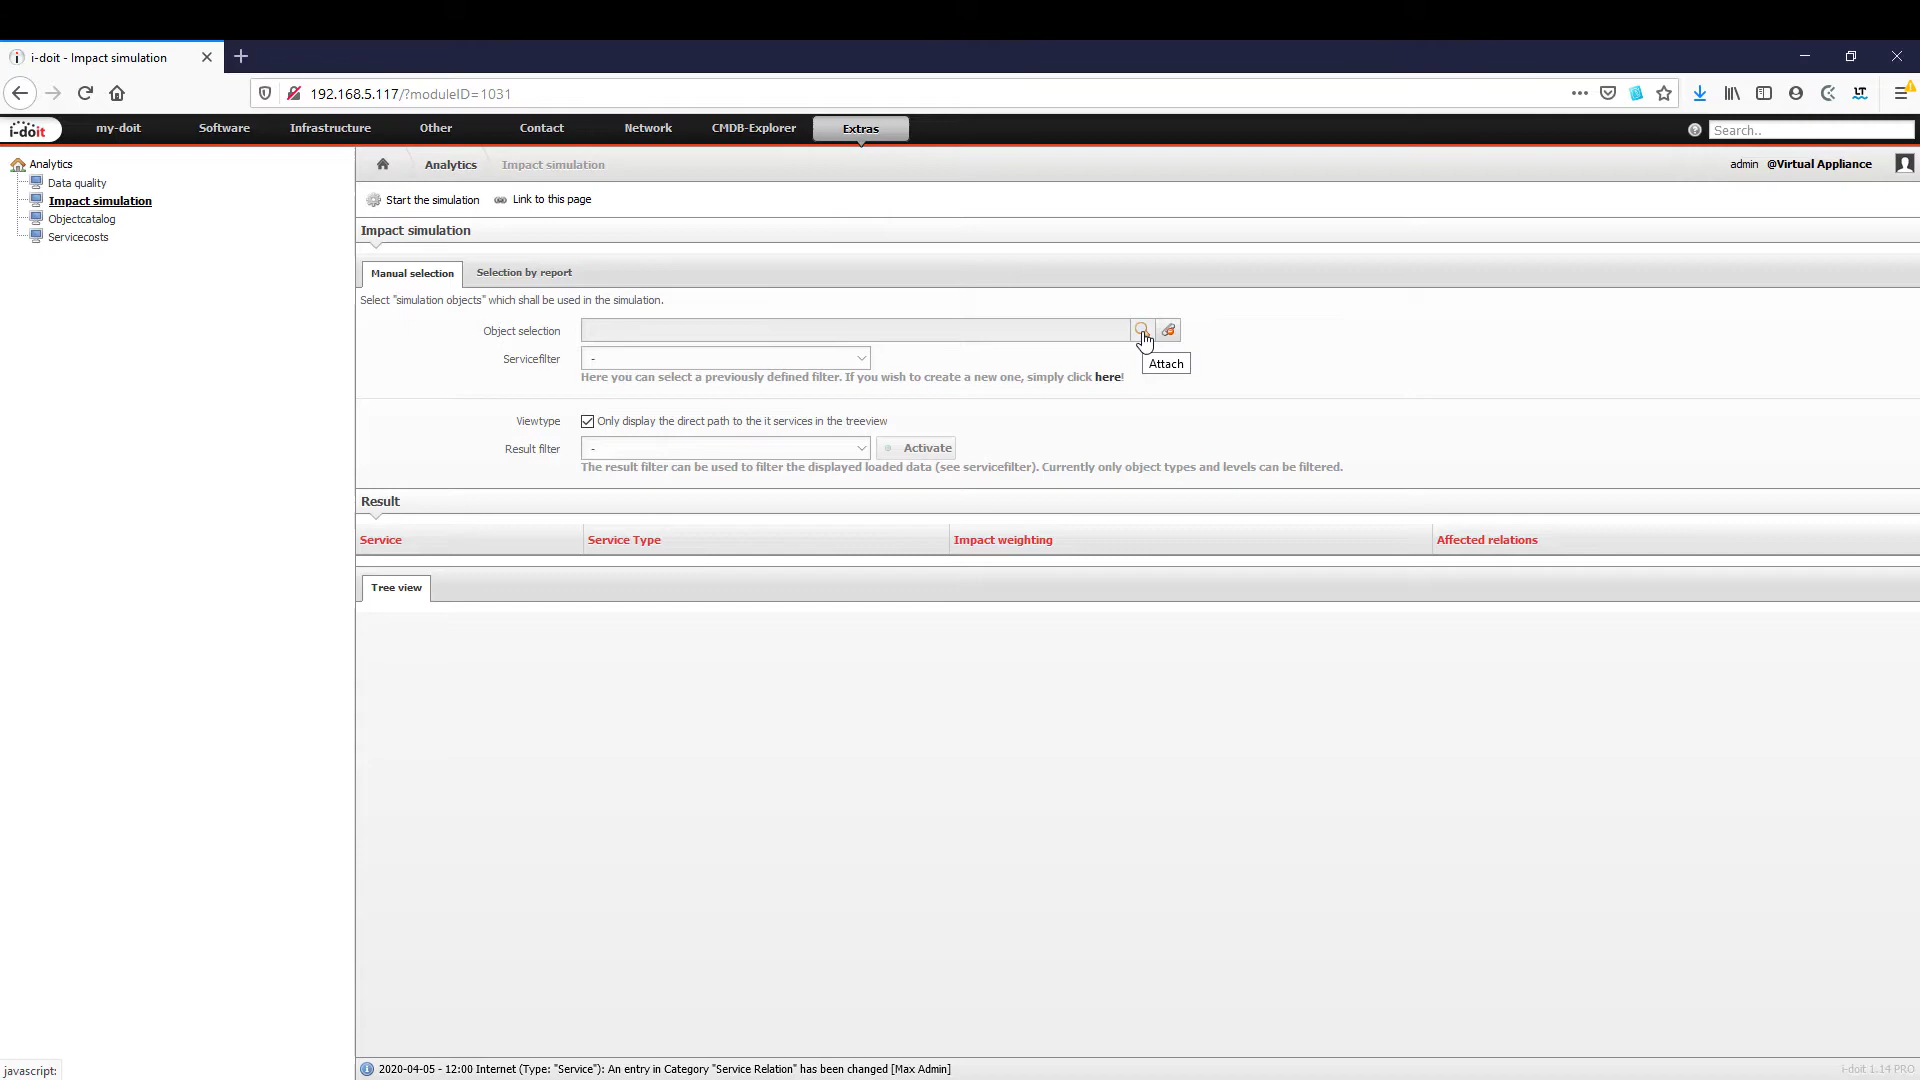 i-doit - Impact simulation
192.168.5.117/?moduleID=1031
i-doit
my-doit
Software
Infrastructure
Other
Contact
Network
CMDB-Explorer
Extras
Search..
Analytics
Data quality
Impact simulation
Objectcatalog
Servicecosts
Analytics
Impact simulation
admin @Virtual Appliance
Start the simulation
Link to this page
Impact simulation
Manual selection
Selection by report
Select "simulation objects" which shall be used in the simulation.
Object selection
Attach
Servicefilter
-
Here you can select a previously defined filter. If you wish to create a new one, simply click here!
Viewtype
Only display the direct path to the it services in the treeview
Result filter
-
Activate
The result filter can be used to filter the displayed loaded data (see servicefilter). Currently only object types and levels can be filtered.
Result
Service
Service Type
Impact weighting
Affected relations
Tree view
javascript:
2020-04-05 - 12:00 Internet (Type: "Service"): An entry in Category "Service Relation" has been changed [Max Admin]
i-doit 1.14 PRO